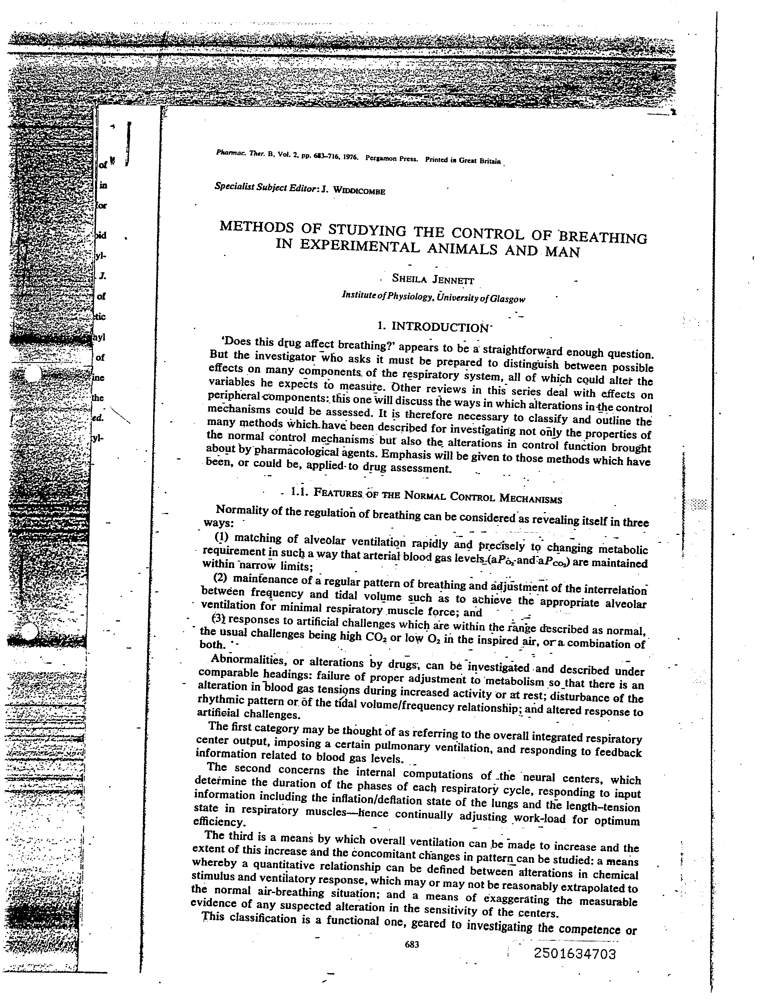 of
in
for
oid
yl-
J.
of
tic
hyl
of
ine
the
ed.
yl-
Pharmac. Ther. B, Vol. 2, pp. 683–716, 1976. Pergamon Press. Printed in Great Britain
Specialist Subject Editor: J. WIDDICOMBE
METHODS OF STUDYING THE CONTROL OF BREATHING
IN EXPERIMENTAL ANIMALS AND MAN
SHEILA JENNETT
Institute of Physiology, University of Glasgow
1. INTRODUCTION
'Does this drug affect breathing?' appears to be a straightforward enough question.
But the investigator who asks it must be prepared to distinguish between possible
effects on many components of the respiratory system, all of which could alter the
variables he expects to measure. Other reviews in this series deal with effects on
peripheral components: this one will discuss the ways in which alterations in the control
mechanisms could be assessed. It is therefore necessary to classify and outline the
many methods which have been described for investigating not only the properties of
the normal control mechanisms but also the alterations in control function brought
about by pharmacological agents. Emphasis will be given to those methods which have
been, or could be, applied to drug assessment.
1.1. FEATURES OF THE NORMAL CONTROL MECHANISMS
Normality of the regulation of breathing can be considered as revealing itself in three
ways:
(1) matching of alveolar ventilation rapidly and precisely to changing metabolic
requirement in such a way that arterial blood gas levels (aPo₂ and aPco₂) are maintained
within narrow limits;
(2) maintenance of a regular pattern of breathing and adjustment of the interrelation
between frequency and tidal volume such as to achieve the appropriate alveolar
ventilation for minimal respiratory muscle force; and
(3) responses to artificial challenges which are within the range described as normal,
the usual challenges being high CO₂ or low O₂ in the inspired air, or a combination of
both.
Abnormalities, or alterations by drugs, can be investigated and described under
comparable headings: failure of proper adjustment to metabolism so that there is an
alteration in blood gas tensions during increased activity or at rest; disturbance of the
rhythmic pattern or of the tidal volume/frequency relationship; and altered response to
artificial challenges.
The first category may be thought of as referring to the overall integrated respiratory
center output, imposing a certain pulmonary ventilation, and responding to feedback
information related to blood gas levels.
The second concerns the internal computations of the neural centers, which
determine the duration of the phases of each respiratory cycle, responding to input
information including the inflation/deflation state of the lungs and the length–tension
state in respiratory muscles—hence continually adjusting work-load for optimum
efficiency.
The third is a means by which overall ventilation can be made to increase and the
extent of this increase and the concomitant changes in pattern can be studied: a means
whereby a quantitative relationship can be defined between alterations in chemical
stimulus and ventilatory response, which may or may not be reasonably extrapolated to
the normal air-breathing situation; and a means of exaggerating the measurable
evidence of any suspected alteration in the sensitivity of the centers.
This classification is a functional one, geared to investigating the competence or
683
2501634703